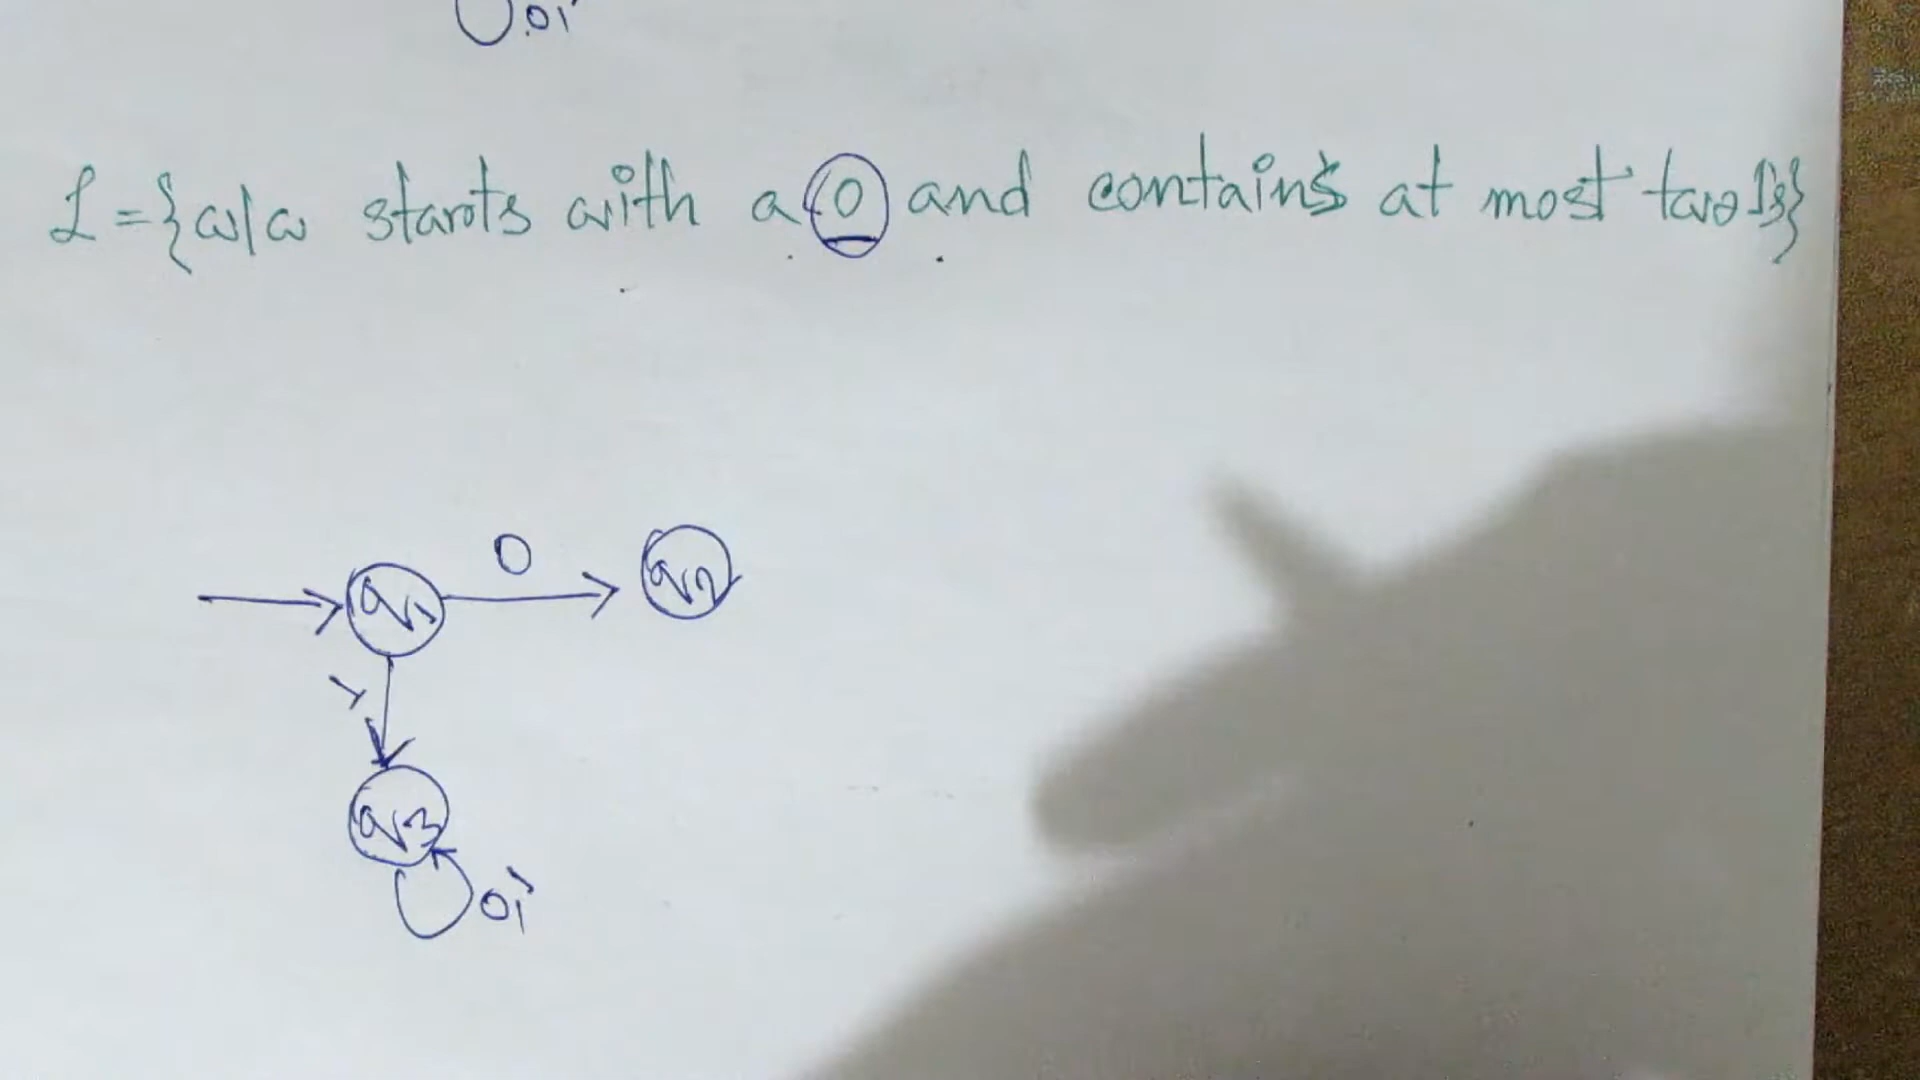 0,1
L = {w|w starts with a 0 and contains at most two 1's}
0
q1
q2
1
q3
0,1